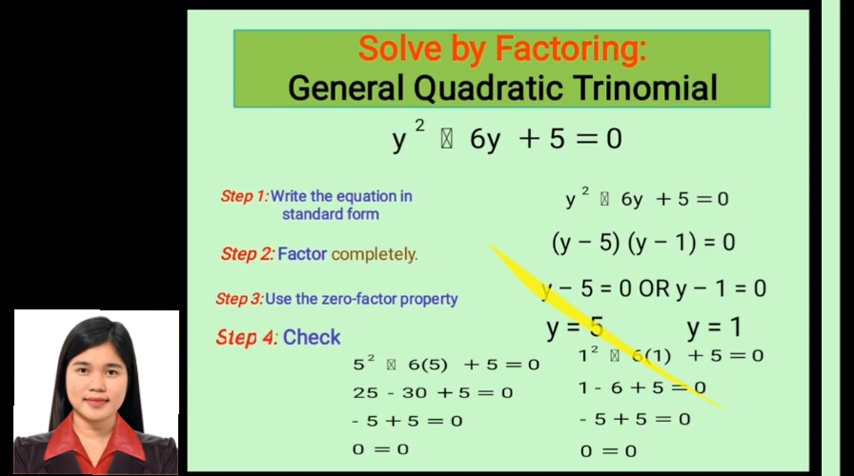 Solve by Factoring:
General Quadratic Trinomial
y² 𝇋 6y + 5 = 0
Step 1: Write the equation in
standard form
y² 𝇋 6y + 5 = 0
Step 2: Factor completely.
(y − 5) (y − 1) = 0
Step 3: Use the zero-factor property
y − 5 = 0 OR y − 1 = 0
Step 4: Check
y = 5 y = 1
5² 𝇋 6(5) + 5 = 0
25 - 30 + 5 = 0
- 5 + 5 = 0
0 = 0
1² 𝇋 6(1) + 5 = 0
1 - 6 + 5 = 0
- 5 + 5 = 0
0 = 0